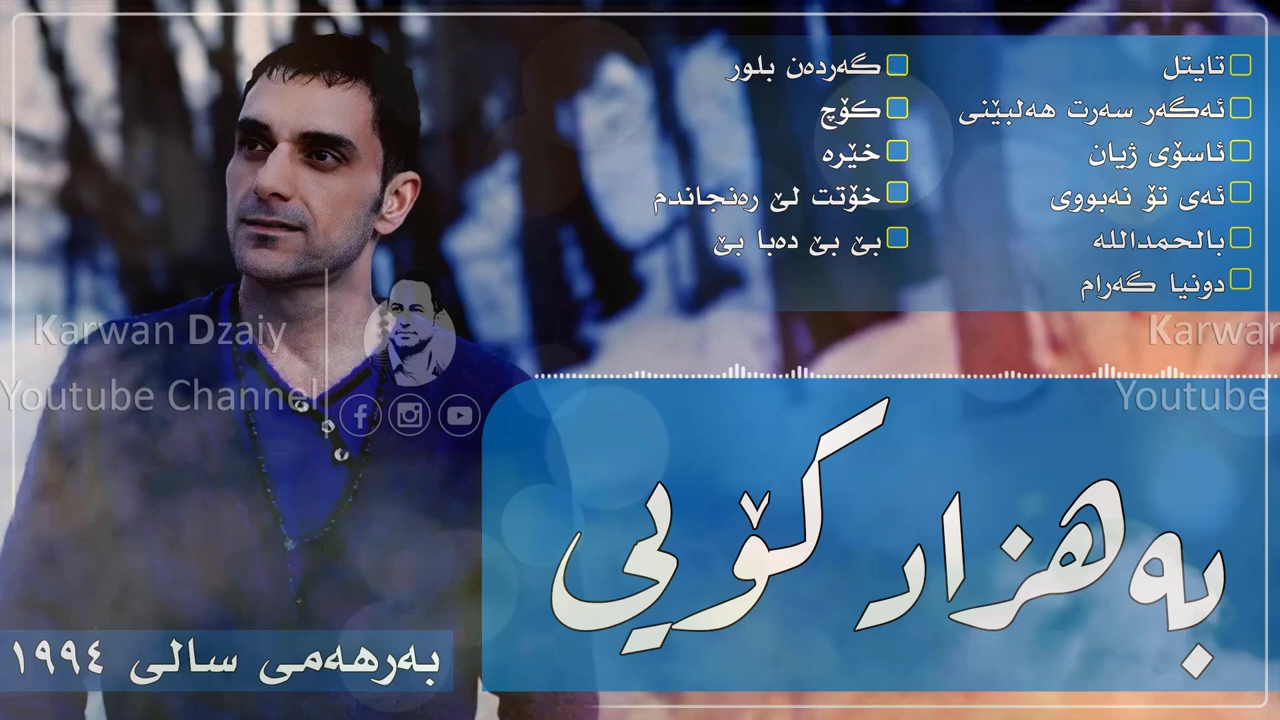 تایتل
ئەگەر سەرت هەلبێنی
ئاسۆی ژیان
ئەی تۆ نەبووی
بالحمدالله
دونیا گەرام
گەردەن بلور
کۆچ
خێرە
خۆتت لێ رەنجاندم
بێ بێ دەبا بێ
Karwan Dzaiy
Youtube Channel
Karwan
Youtube
بەهزاد کۆیی
بەرهەمی سالی ١٩٩٤